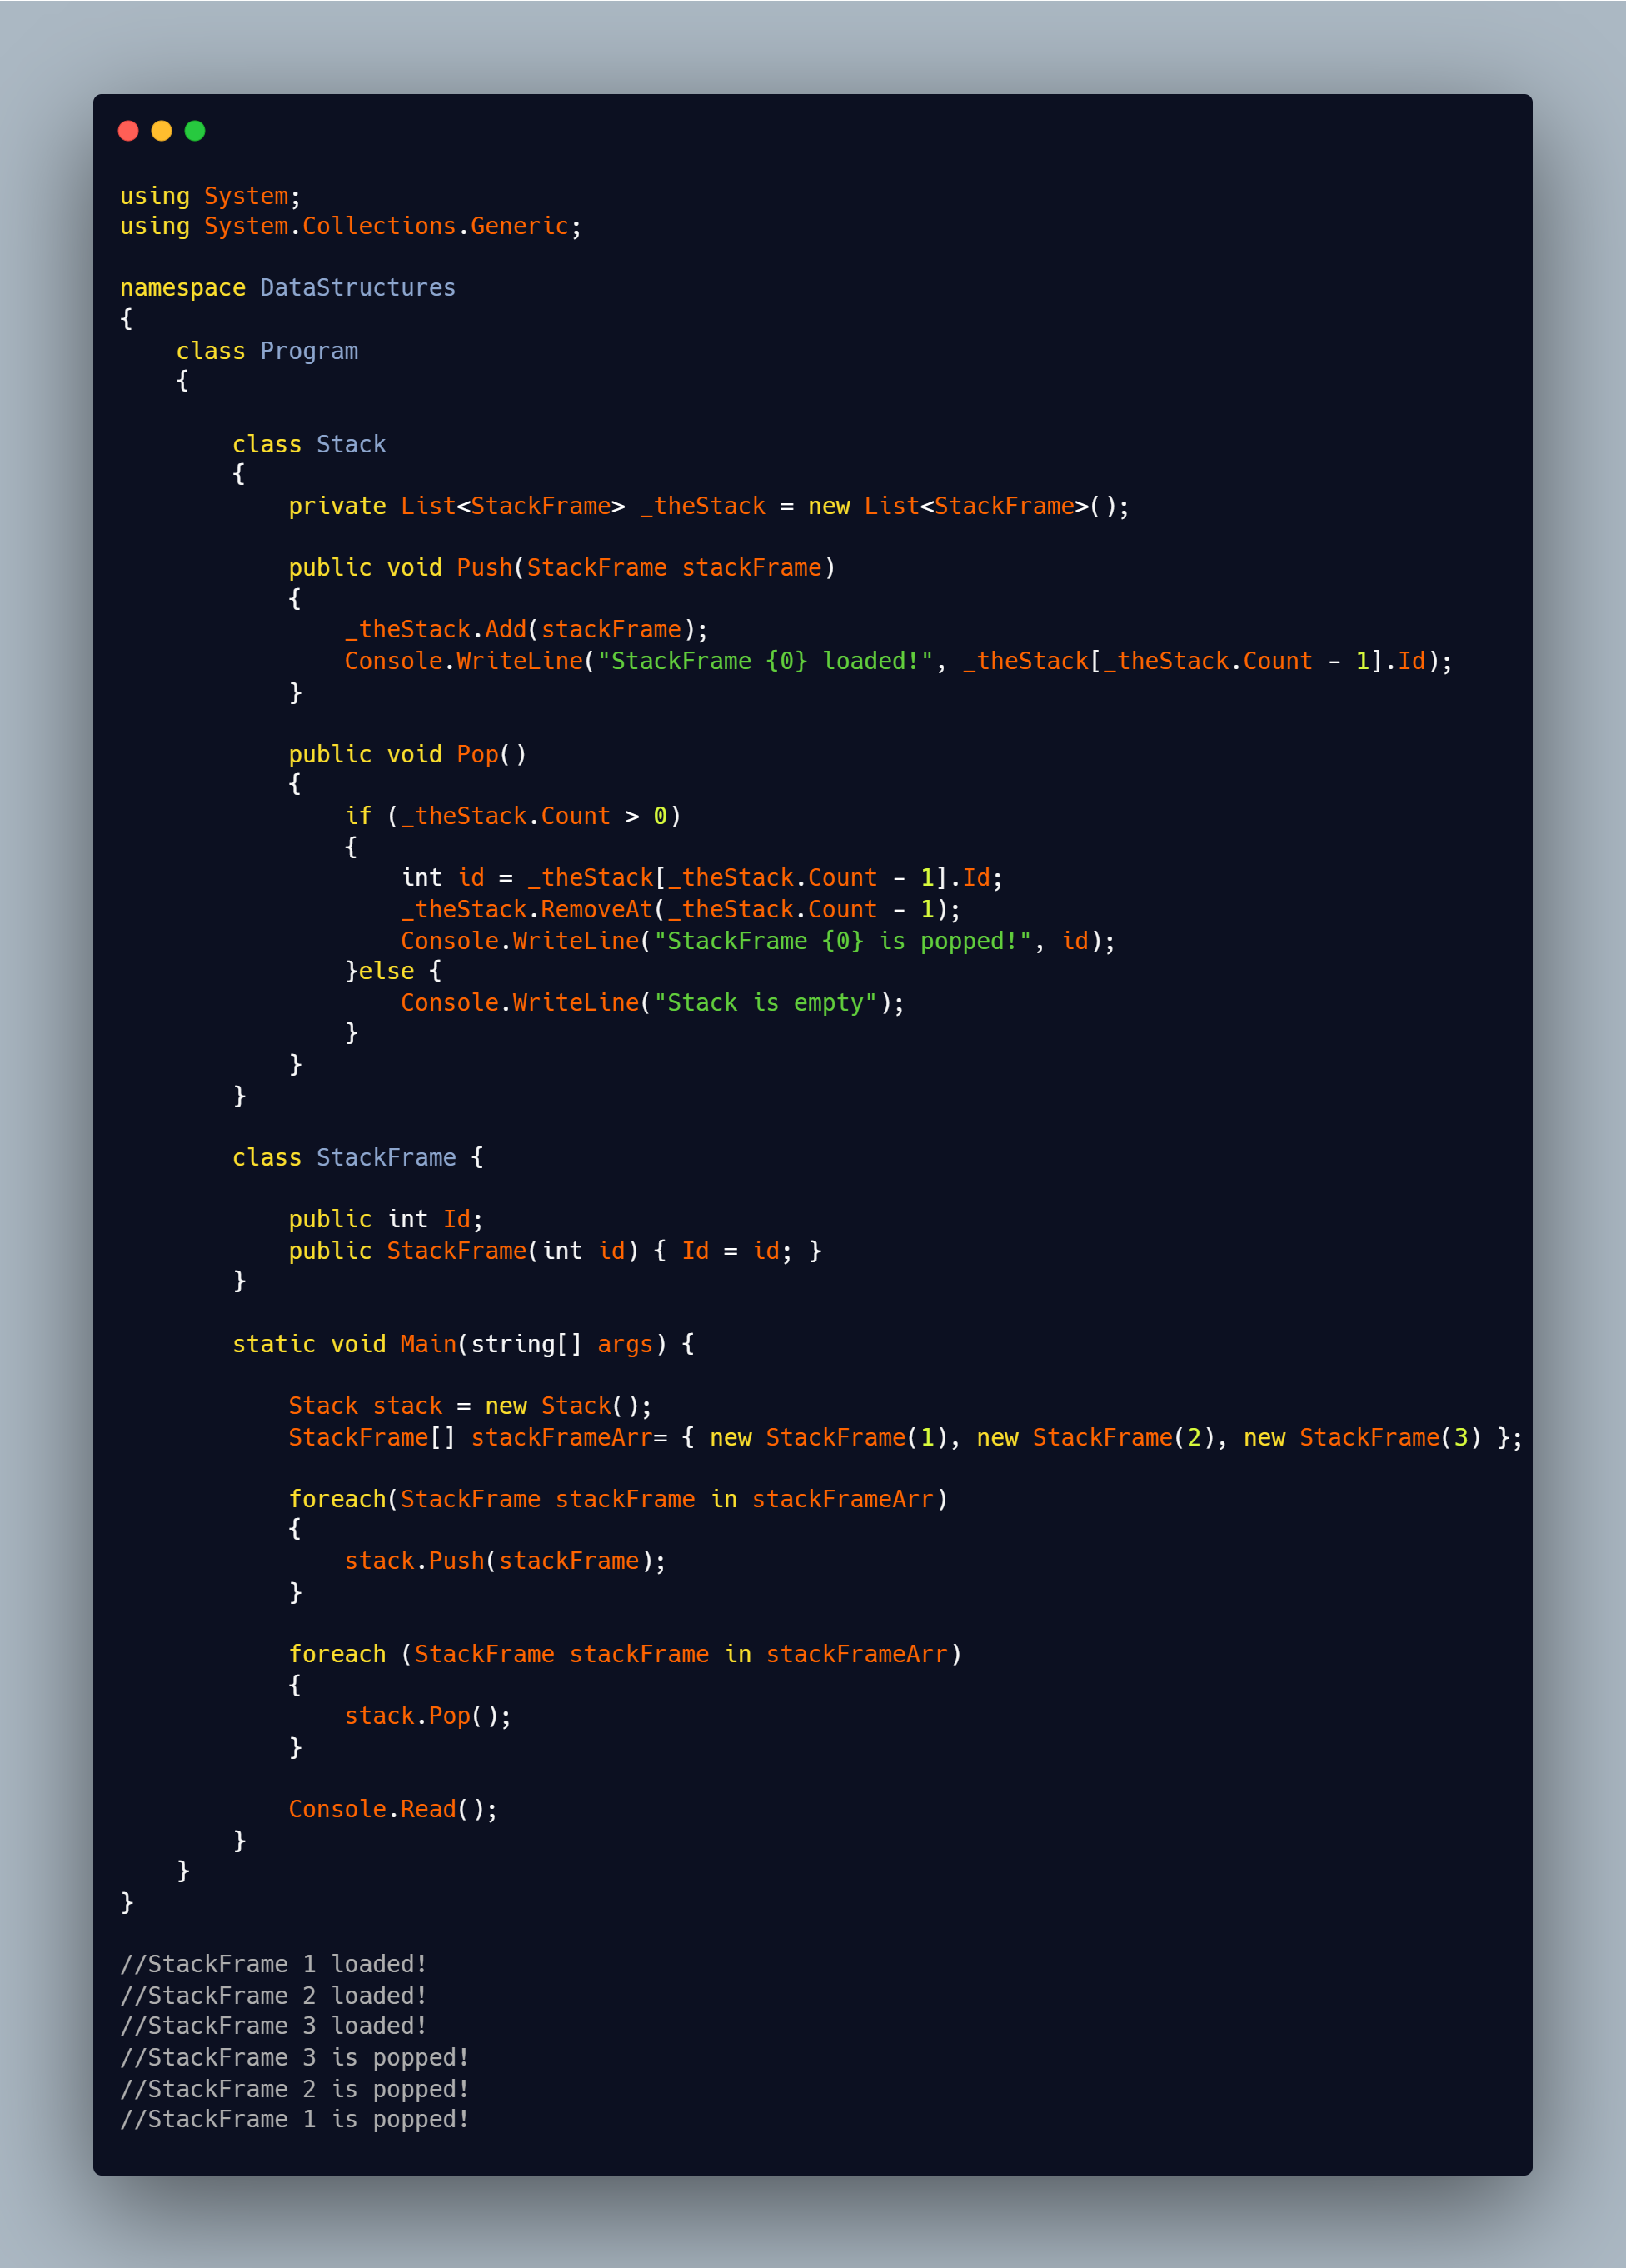 using System;
using System.Collections.Generic;

namespace DataStructures
{
    class Program
    {

        class Stack
        {
            private List<StackFrame> _theStack = new List<StackFrame>();

            public void Push(StackFrame stackFrame)
            {
                _theStack.Add(stackFrame);
                Console.WriteLine("StackFrame {0} loaded!", _theStack[_theStack.Count - 1].Id);
            }

            public void Pop()
            {
                if (_theStack.Count > 0)
                {
                    int id = _theStack[_theStack.Count - 1].Id;
                    _theStack.RemoveAt(_theStack.Count - 1);
                    Console.WriteLine("StackFrame {0} is popped!", id);
                }else {
                    Console.WriteLine("Stack is empty");
                }
            }
        }

        class StackFrame {

            public int Id;
            public StackFrame(int id) { Id = id; }
        }

        static void Main(string[] args) {

            Stack stack = new Stack();
            StackFrame[] stackFrameArr= { new StackFrame(1), new StackFrame(2), new StackFrame(3) };

            foreach(StackFrame stackFrame in stackFrameArr)
            {
                stack.Push(stackFrame);
            }

            foreach (StackFrame stackFrame in stackFrameArr)
            {
                stack.Pop();
            }

            Console.Read();
        }
    }
}

//StackFrame 1 loaded!
//StackFrame 2 loaded!
//StackFrame 3 loaded!
//StackFrame 3 is popped!
//StackFrame 2 is popped!
//StackFrame 1 is popped!